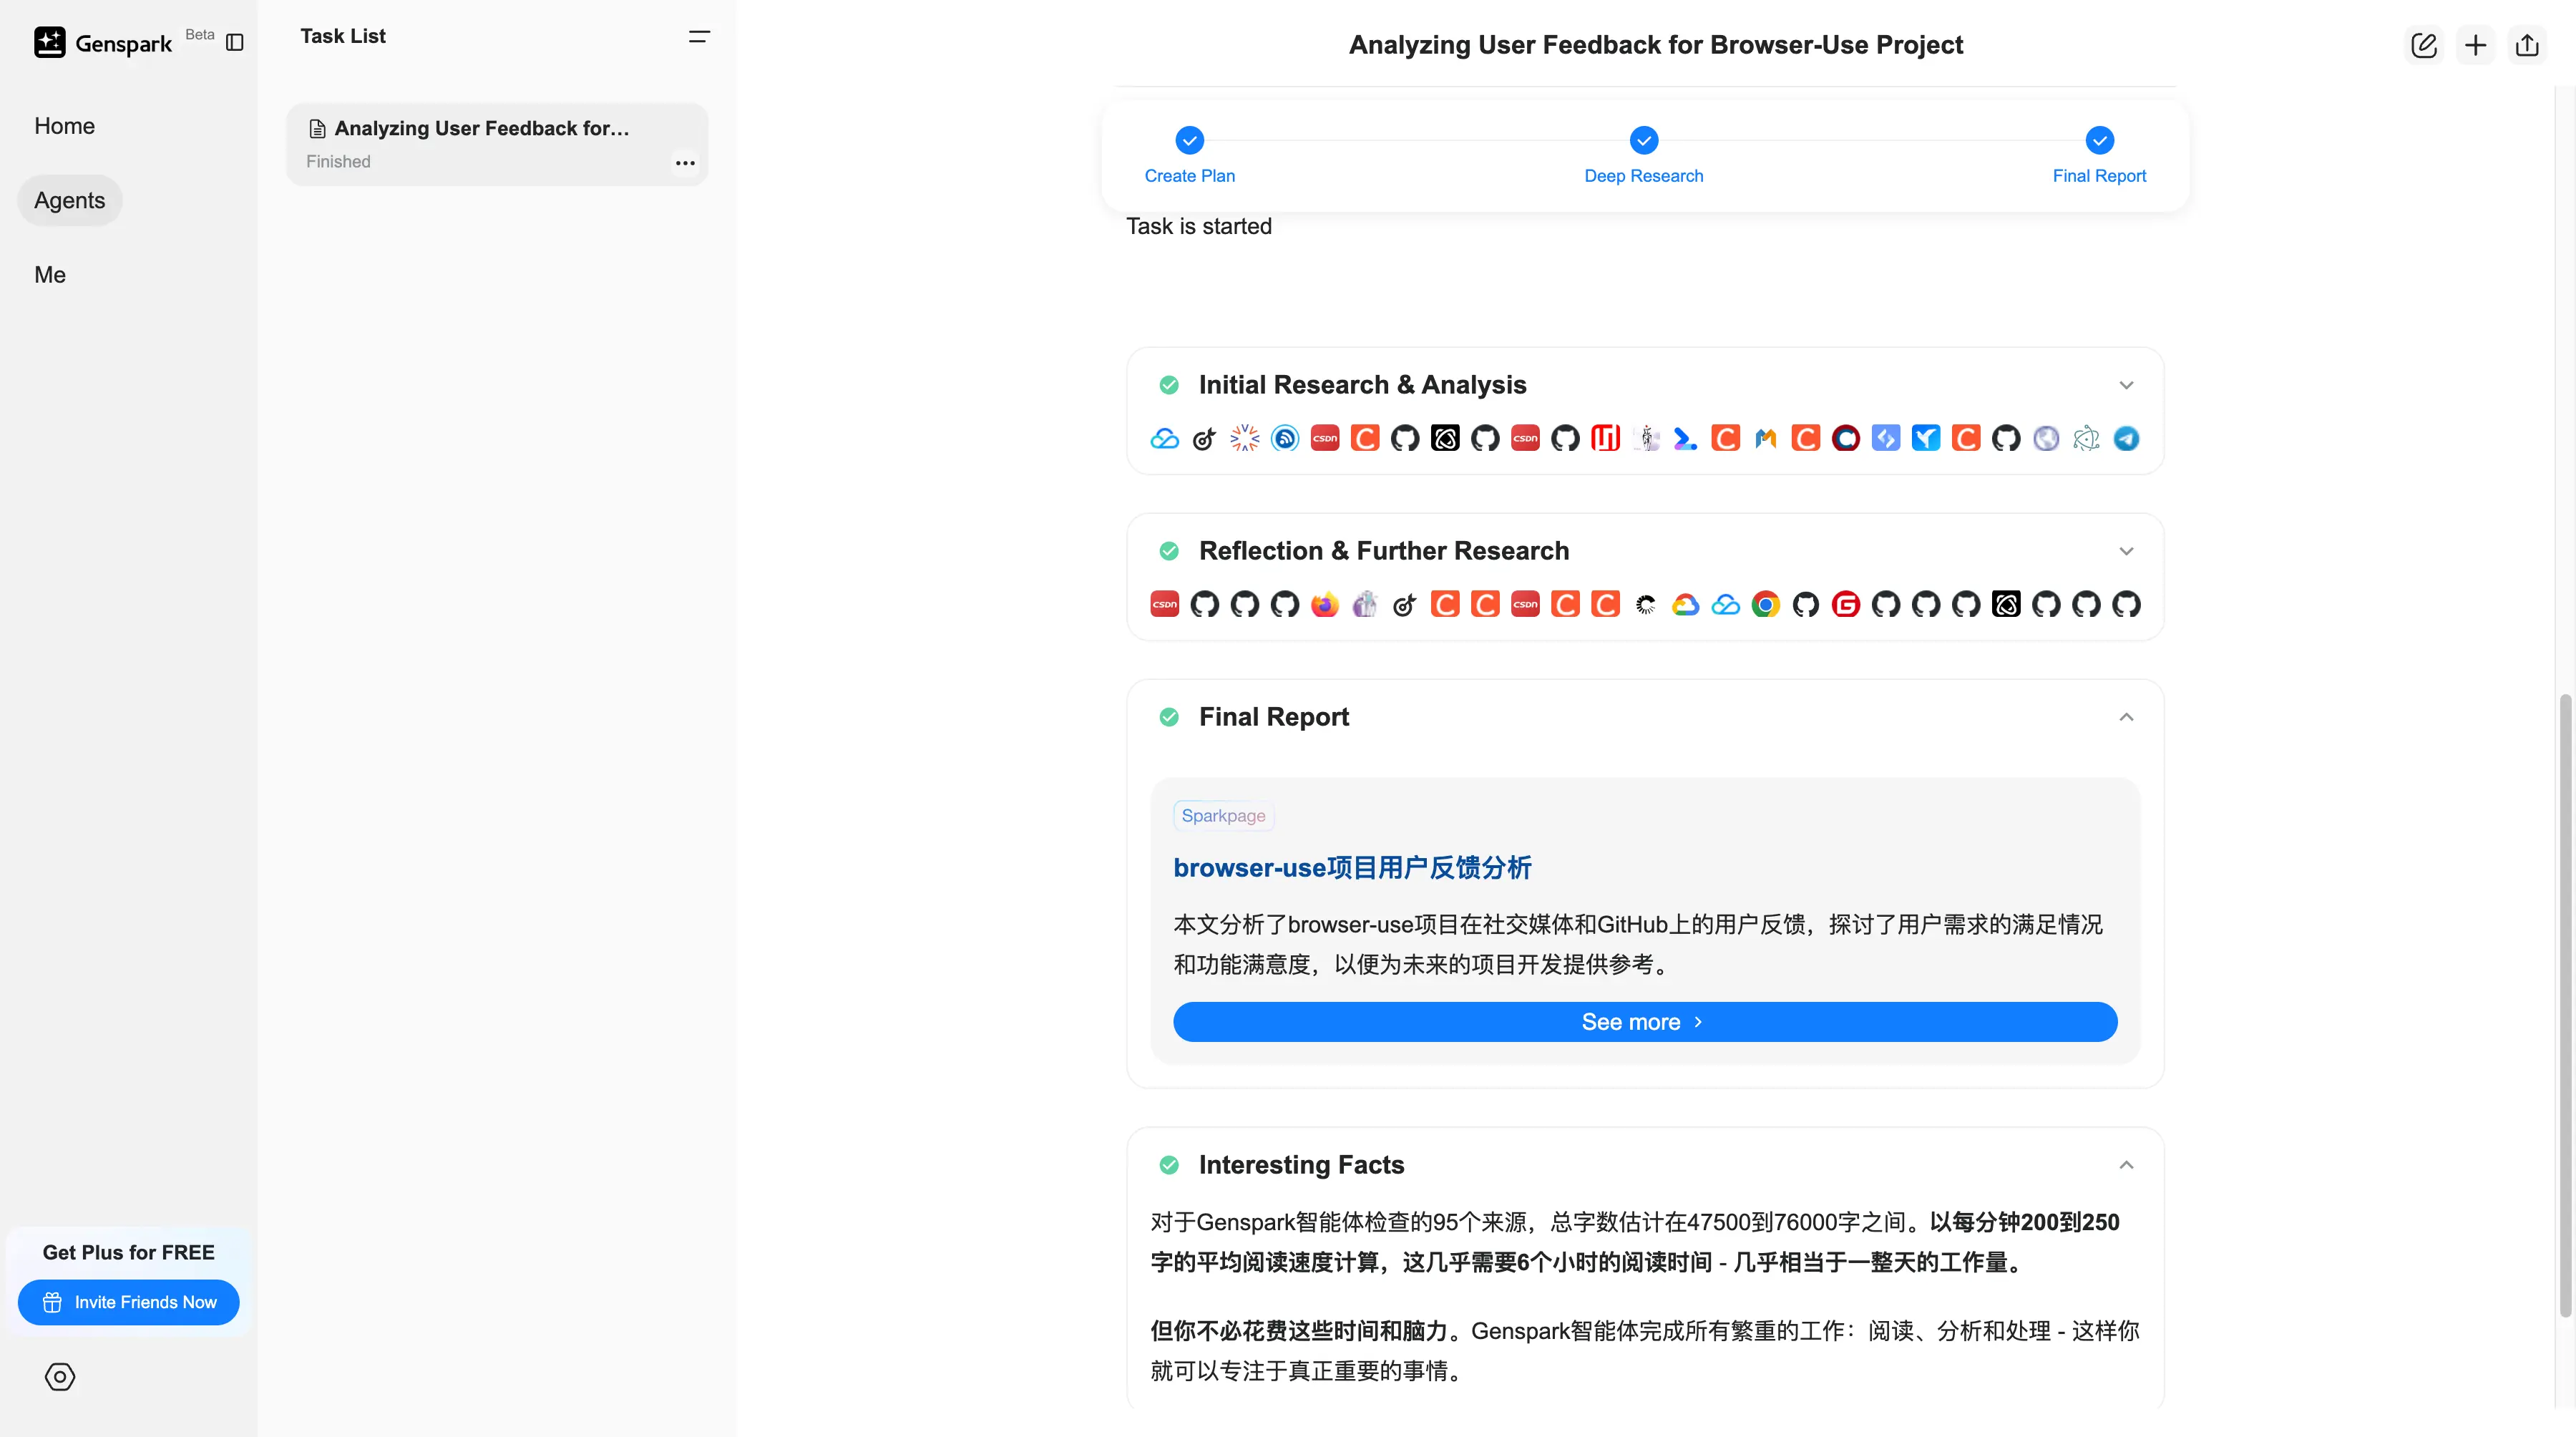 Genspark
Beta
Home
Agents
Me
Get Plus for FREE
Invite Friends Now
Task List
Analyzing User Feedback for...
Finished
Analyzing User Feedback for Browser-Use Project
Create Plan
Deep Research
Final Report
Task is started
Initial Research & Analysis
CSDN
CSDN
Reflection & Further Research
CSDN
CSDN
Final Report
Sparkpage
browser-use项目用户反馈分析
本文分析了browser-use项目在社交媒体和GitHub上的用户反馈，探讨了用户需求的满足情况
和功能满意度，以便为未来的项目开发提供参考。
See more
Interesting Facts
对于Genspark智能体检查的95个来源，总字数估计在47500到76000字之间。以每分钟200到250
字的平均阅读速度计算，这几乎需要6个小时的阅读时间 - 几乎相当于一整天的工作量。
但你不必花费这些时间和脑力。Genspark智能体完成所有繁重的工作：阅读、分析和处理 - 这样你
就可以专注于真正重要的事情。